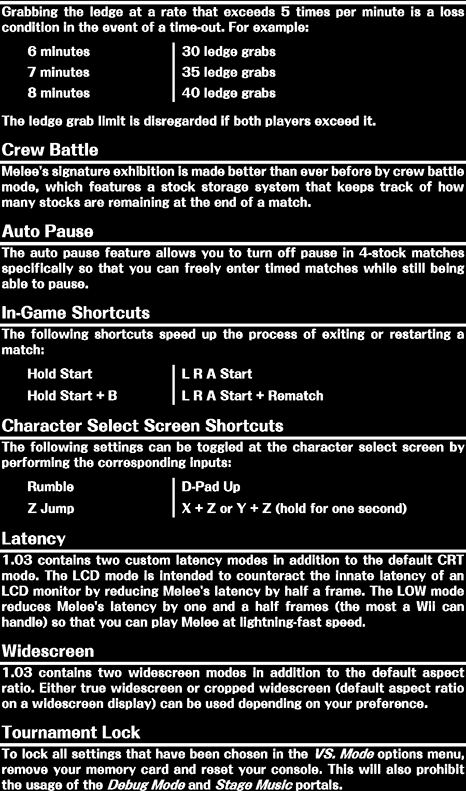 Grabbing the ledge at a rate that exceeds 5 times per minute is a loss
condition in the event of a time-out. For example:
6 minutes 30 ledge grabs
7 minutes 35 ledge grabs
8 minutes 40 ledge grabs
The ledge grab limit is disregarded if both players exceed it.
Crew Battle
Melee's signature exhibition is made better than ever before by crew battle
mode, which features a stock storage system that keeps track of how
many stocks are remaining at the end of a match.
Auto Pause
The auto pause feature allows you to turn off pause in 4-stock matches
specifically so that you can freely enter timed matches while still being
able to pause.
In-Game Shortcuts
The following shortcuts speed up the process of exiting or restarting a
match:
Hold Start L R A Start
Hold Start + B L R A Start + Rematch
Character Select Screen Shortcuts
The following settings can be toggled at the character select screen by
performing the corresponding inputs:
Rumble D-Pad Up
Z Jump X + Z or Y + Z (hold for one second)
Latency
1.03 contains two custom latency modes in addition to the default CRT
mode. The LCD mode is intended to counteract the innate latency of an
LCD monitor by reducing Melee's latency by half a frame. The LOW mode
reduces Melee's latency by one and a half frames (the most a Wii can
handle) so that you can play Melee at lightning-fast speed.
Widescreen
1.03 contains two widescreen modes in addition to the default aspect
ratio. Either true widescreen or cropped widescreen (default aspect ratio
on a widescreen display) can be used depending on your preference.
Tournament Lock
To lock all settings that have been chosen in the VS. Mode options menu,
remove your memory card and reset your console. This will also prohibit
the usage of the Debug Mode and Stage Music portals.